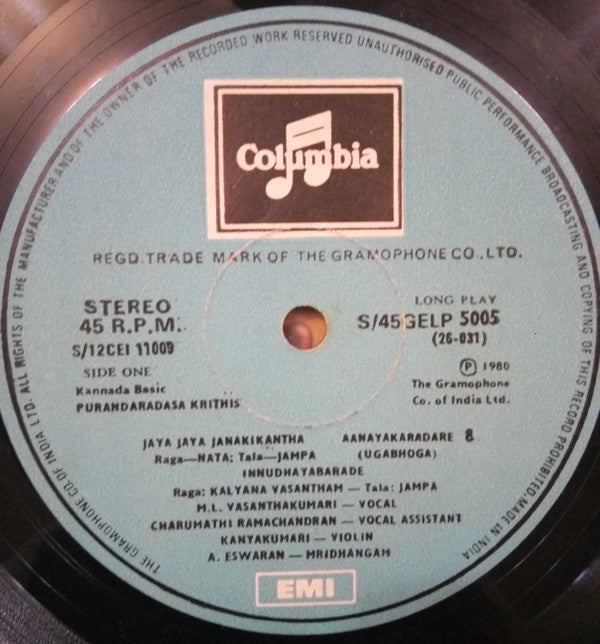 ALL RIGHTS OF THE MANUFACTURER AND OF THE OWNER OF THE RECORDED WORK RESERVED UNAUTHORISED PUBLIC PERFORMANCE BROADCASTING AND COPYING OF THIS RECORD PROHIBITED-MADE IN INDIA
THE GRAMOPHONE CO. OF INDIA LTD.
Columbia
REGD. TRADE MARK OF THE GRAMOPHONE CO., LTD.
STEREO
45 R.P.M.
S/12CEI 11009
SIDE ONE
Kannada Basic
PURANDARADASA KRITHIS
LONG PLAY
S/45GELP 5005
(26-031)
Ⓟ 1980
The Gramophone
Co. of India Ltd.
JAYA JAYA JANAKIKANTHA AANAYAKARADARE 8
Raga—NATA; Tala—JAMPA (UGABHOGA)
INNUDHAYABARADE
Raga: KALYANA VASANTHAM — Tala: JAMPA
M.L. VASANTHAKUMARI — VOCAL
CHARUMATHI RAMACHANDRAN — VOCAL ASSISTANT
KANYAKUMARI — VIOLIN
A. ESWARAN — MRIDHANGAM
EMI